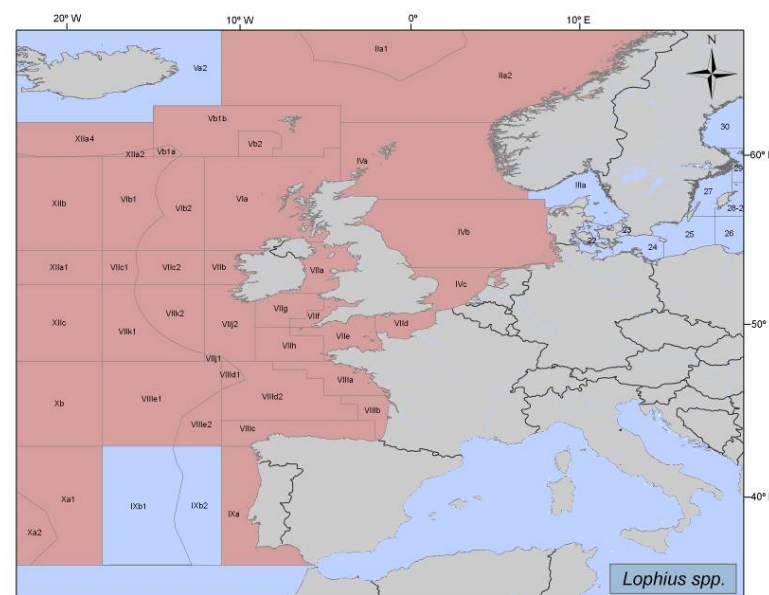 20° W 10° W 0° 10° E
N
IIa1
Va2
IIa2
Vb1b
XIIa4
Vb2
30
XIIa2 Vb1a
60° N
IVa
29
IIIa
27
28-2
XIIb VIb1 VIb2 VIa
IVb
25 26
22 23
24
XIIa1 VIIc1 VIIc2 VIIb VIIa
IVc
XIIc VIIk1 VIIk2 VIIj2 VIIg VIIf
VIId 50°
VIIe
VIIh
VIIj1
VIIId1 VIIIa
Xb VIIIe1 VIIId2 VIIIb
VIIIe2 VIIIc
Xa1 IXb1 IXb2 IXa 40°
Xa2
Lophius spp.